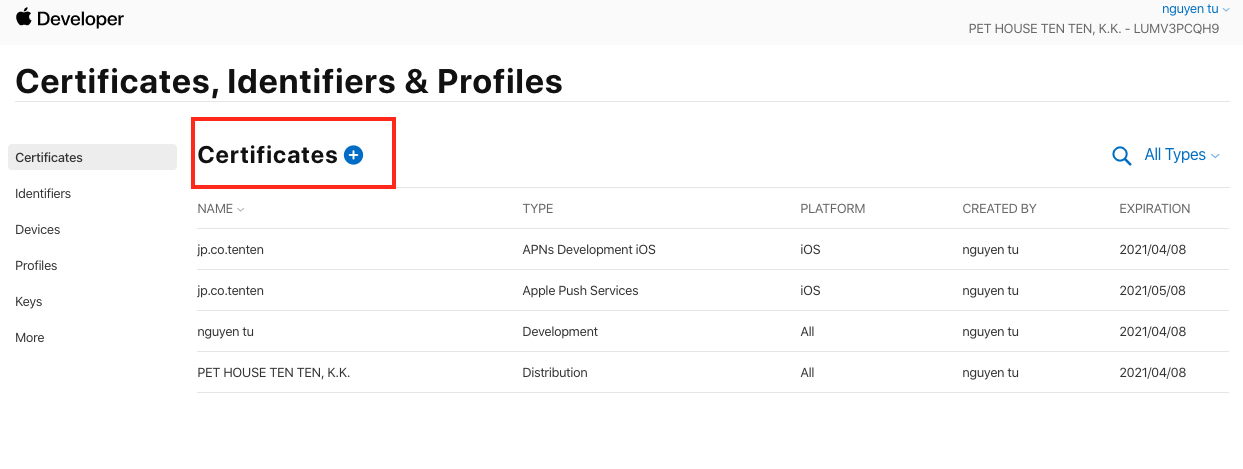 Developer
nguyen tu
PET HOUSE TEN TEN, K.K. - LUMV3PCQH9
Certificates, Identifiers & Profiles
Certificates
Identifiers
Devices
Profiles
Keys
More
Certificates
All Types
NAME TYPE PLATFORM CREATED BY EXPIRATION
jp.co.tenten APNs Development iOS iOS nguyen tu 2021/04/08
jp.co.tenten Apple Push Services iOS nguyen tu 2021/05/08
nguyen tu Development All nguyen tu 2021/04/08
PET HOUSE TEN TEN, K.K. Distribution All nguyen tu 2021/04/08